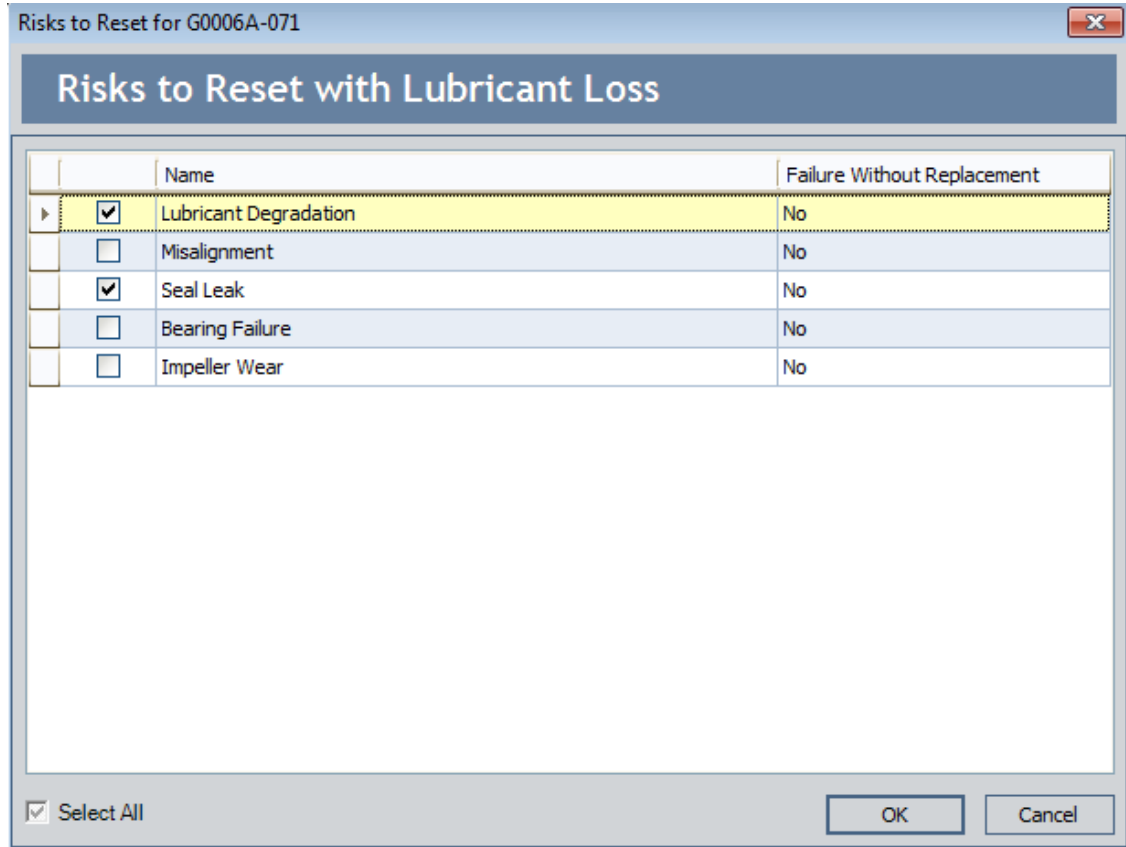 Risks to Reset for G0006A-071
Risks to Reset with Lubricant Loss
Name Failure Without Replacement
Lubricant Degradation No
Misalignment No
Seal Leak No
Bearing Failure No
Impeller Wear No
Select All OK Cancel